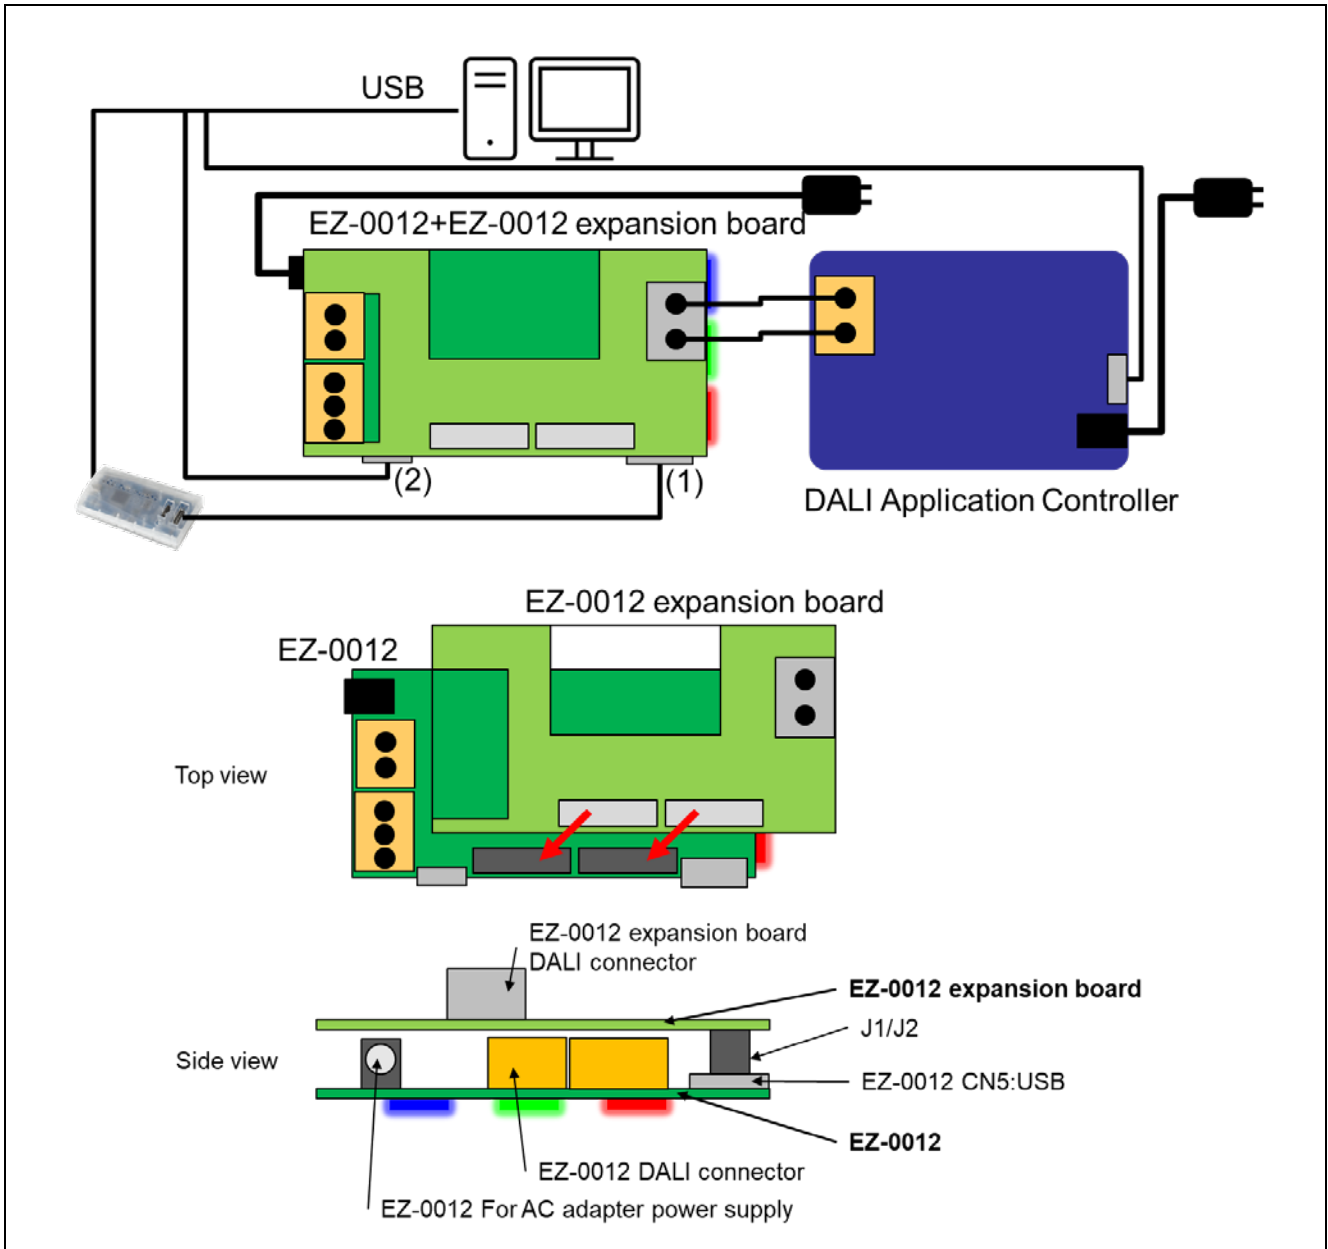 USB
EZ-0012+EZ-0012 expansion board
(2)
(1)
DALI Application Controller
EZ-0012 expansion board
EZ-0012
Top view
EZ-0012 expansion board
DALI connector
EZ-0012 expansion board
J1/J2
Side view
EZ-0012 CN5:USB
EZ-0012
EZ-0012 DALI connector
EZ-0012 For AC adapter power supply